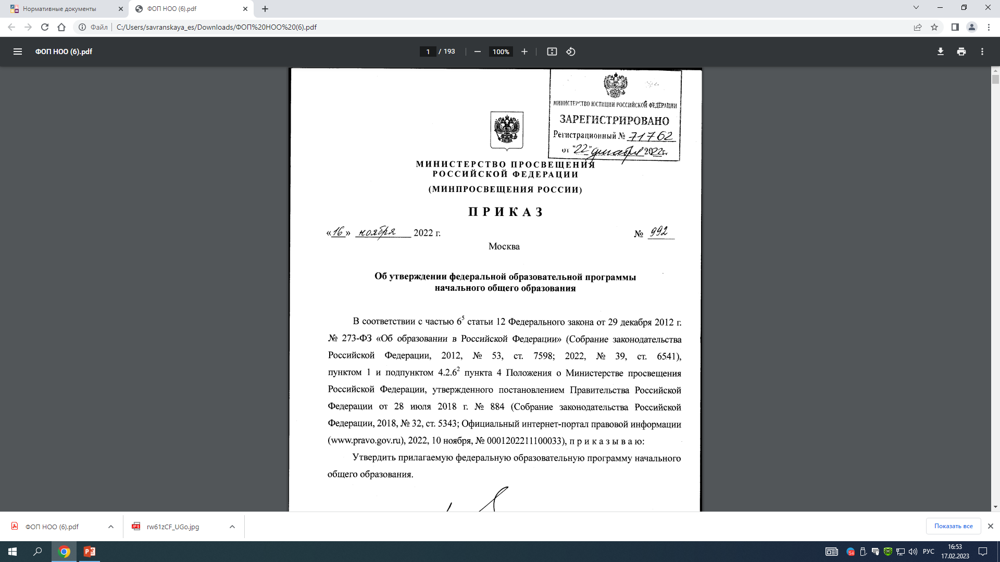 Нормативные документы
ФОП НОО (6).pdf
Файл
C:/Users/savranskaya_es/Downloads/ФОП%20НОО%20(6).pdf
ФОП НОО (6).pdf
1 / 193
100%
МИНИСТЕРСТВО ЮСТИЦИИ РОССИЙСКОЙ ФЕДЕРАЦИИ
ЗАРЕГИСТРИРОВАНО
Регистрационный № 71762
от "22" декабря 2022г.
МИНИСТЕРСТВО ПРОСВЕЩЕНИЯ
РОССИЙСКОЙ ФЕДЕРАЦИИ
(МИНПРОСВЕЩЕНИЯ РОССИИ)
ПРИКАЗ
«16» ноября 2022 г.
№ 992
Москва
Об утверждении федеральной образовательной программы
начального общего образования
В соответствии с частью 6⁵ статьи 12 Федерального закона от 29 декабря 2012 г.
№ 273-ФЗ «Об образовании в Российской Федерации» (Собрание законодательства
Российской Федерации, 2012, № 53, ст. 7598; 2022, № 39, ст. 6541),
пунктом 1 и подпунктом 4.2.6² пункта 4 Положения о Министерстве просвещения
Российской Федерации, утвержденного постановлением Правительства Российской
Федерации от 28 июля 2018 г. № 884 (Собрание законодательства Российской
Федерации, 2018, № 32, ст. 5343; Официальный интернет-портал правовой информации
(www.pravo.gov.ru), 2022, 10 ноября, № 0001202211100033), п р и к а з ы в а ю:
Утвердить прилагаемую федеральную образовательную программу начального
общего образования.
ФОП НОО (6).pdf
rw61zCF_UGo.jpg
Показать все
54
РУС
16:53
17.02.2023